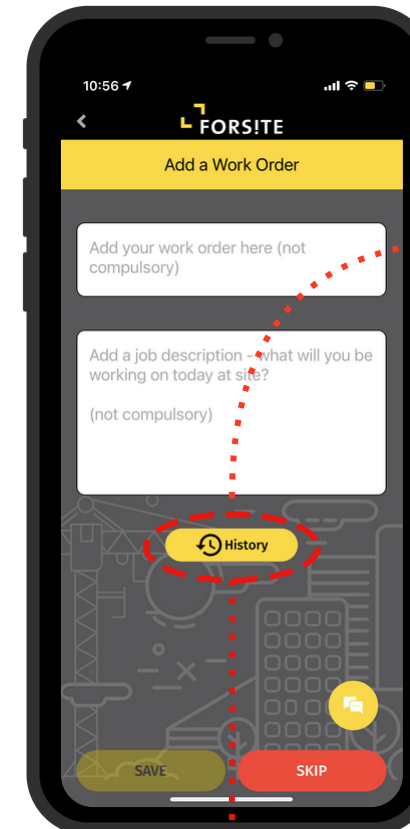 10:56
FORS!TE
Add a Work Order
Add your work order here (not
compulsory)
Add a job description - what will you be
working on today at site?
(not compulsory)
History
SAVE
SKIP